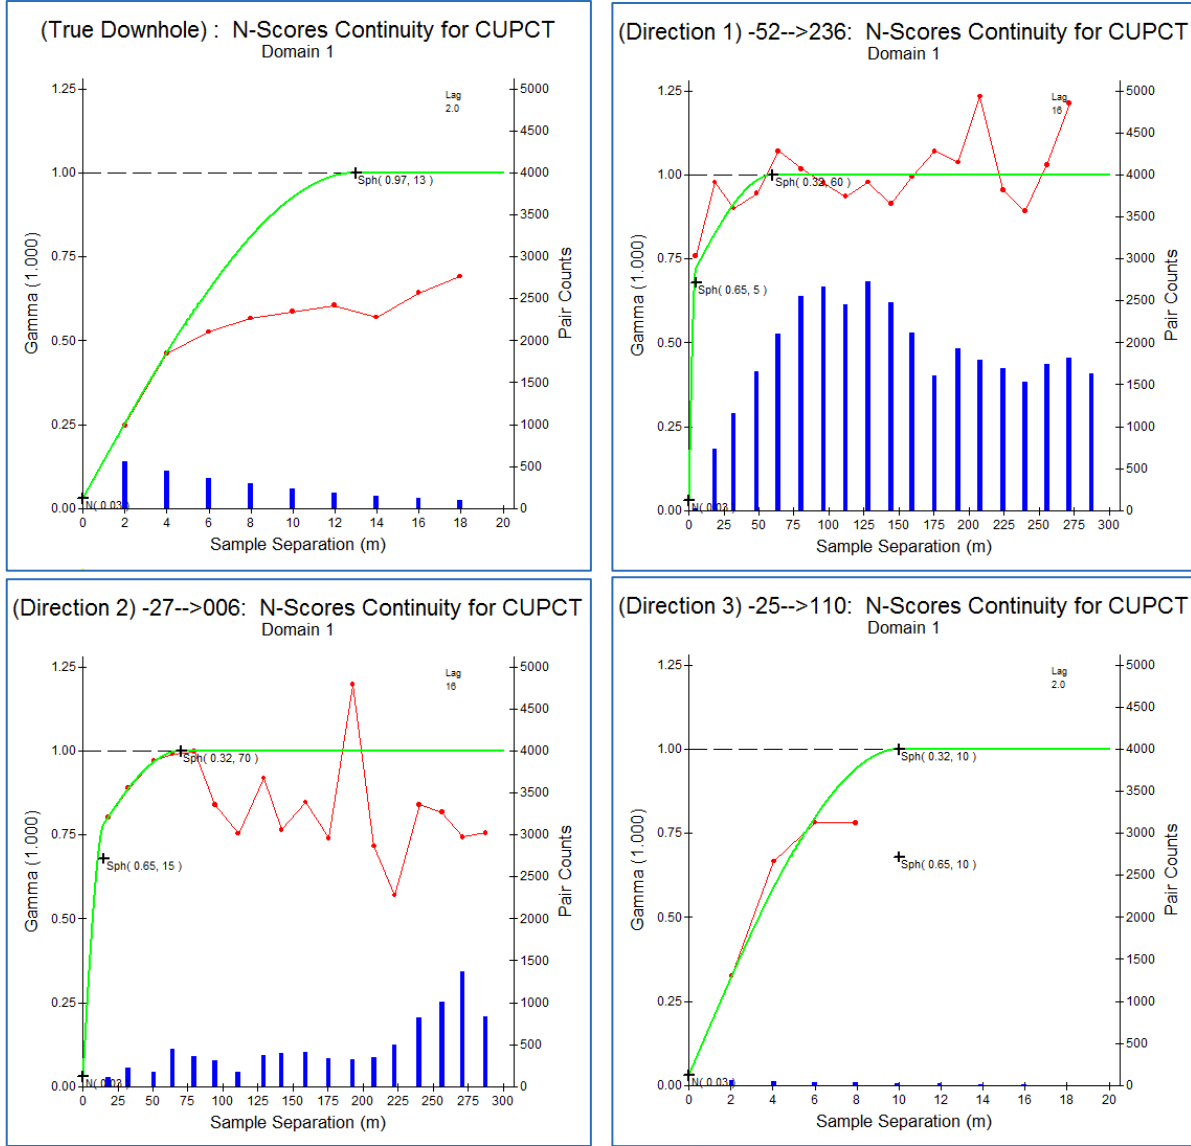 (True Downhole) : N-Scores Continuity for CUPCT
Domain 1
Lag
2.0
1.25
1.00
0.75
0.50
0.25
0.00
Gamma (1.000)
5000
4500
4000
3500
3000
2500
2000
1500
1000
500
0
Pair Counts
Sph( 0.97, 13 )
N( 0.03 )
0 2 4 6 8 10 12 14 16 18 20
Sample Separation (m)
(Direction 1) -52-->236: N-Scores Continuity for CUPCT
Domain 1
Lag
16
1.25
1.00
0.75
0.50
0.25
0.00
Gamma (1.000)
5000
4500
4000
3500
3000
2500
2000
1500
1000
500
0
Pair Counts
Sph( 0.32, 60 )
Sph( 0.65, 5 )
N( 0.03
0 25 50 75 100 125 150 175 200 225 250 275 300
Sample Separation (m)
(Direction 2) -27-->006: N-Scores Continuity for CUPCT
Domain 1
Lag
16
1.25
1.00
0.75
0.50
0.25
0.00
Gamma (1.000)
5000
4500
4000
3500
3000
2500
2000
1500
1000
500
0
Pair Counts
Sph( 0.32, 70 )
Sph( 0.65, 15 )
N( 0.03
0 25 50 75 100 125 150 175 200 225 250 275 300
Sample Separation (m)
(Direction 3) -25-->110: N-Scores Continuity for CUPCT
Domain 1
Lag
2.0
1.25
1.00
0.75
0.50
0.25
0.00
Gamma (1.000)
5000
4500
4000
3500
3000
2500
2000
1500
1000
500
0
Pair Counts
Sph( 0.32, 10 )
Sph( 0.65, 10 )
N( 0.03 )
0 2 4 6 8 10 12 14 16 18 20
Sample Separation (m)